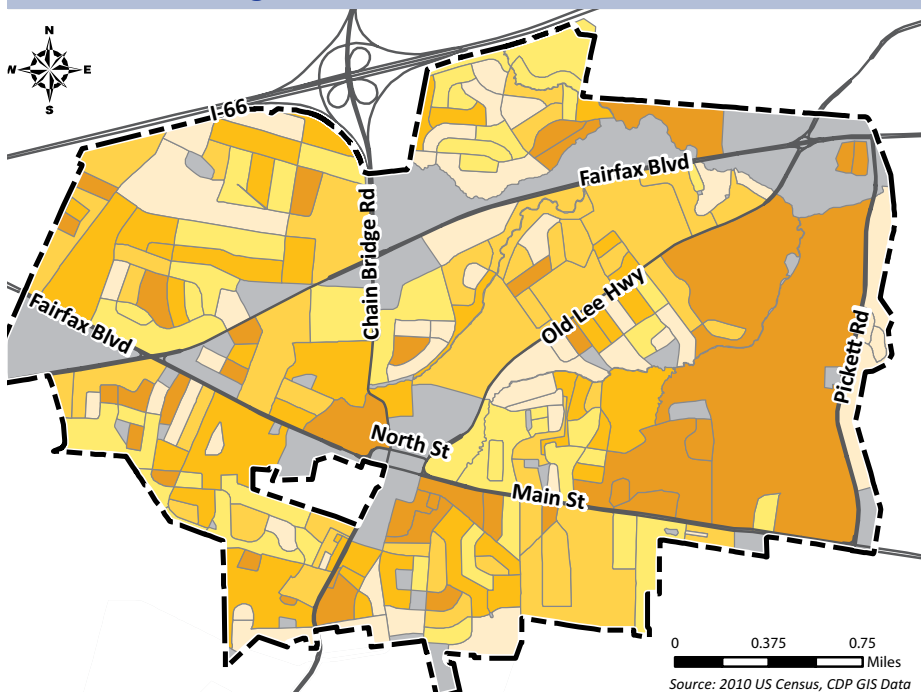 N
W
E
S
I-66
Fairfax Blvd
Chain Bridge Rd
Old Lee Hwy
Fairfax Blvd
Pickett Rd
North St
Main St
0 0.375 0.75
Miles
Source: 2010 US Census, CDP GIS Data